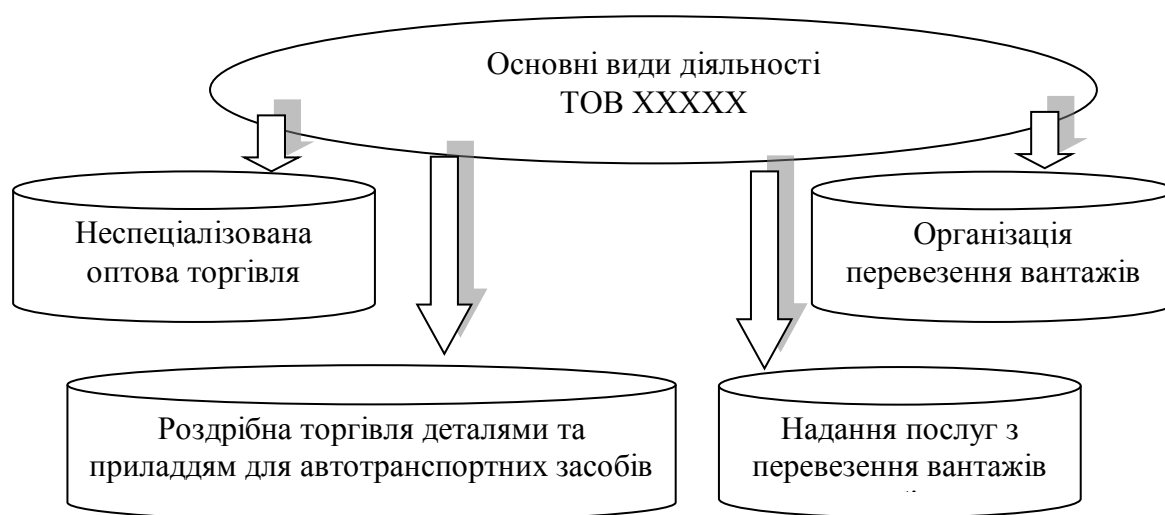 Основні види діяльності
ТОВ XXXXX
Неспеціалізована
оптова торгівля
Організація
перевезення вантажів
Роздрібна торгівля деталями та
приладдям для автотранспортних засобів
Надання послуг з
перевезення вантажів